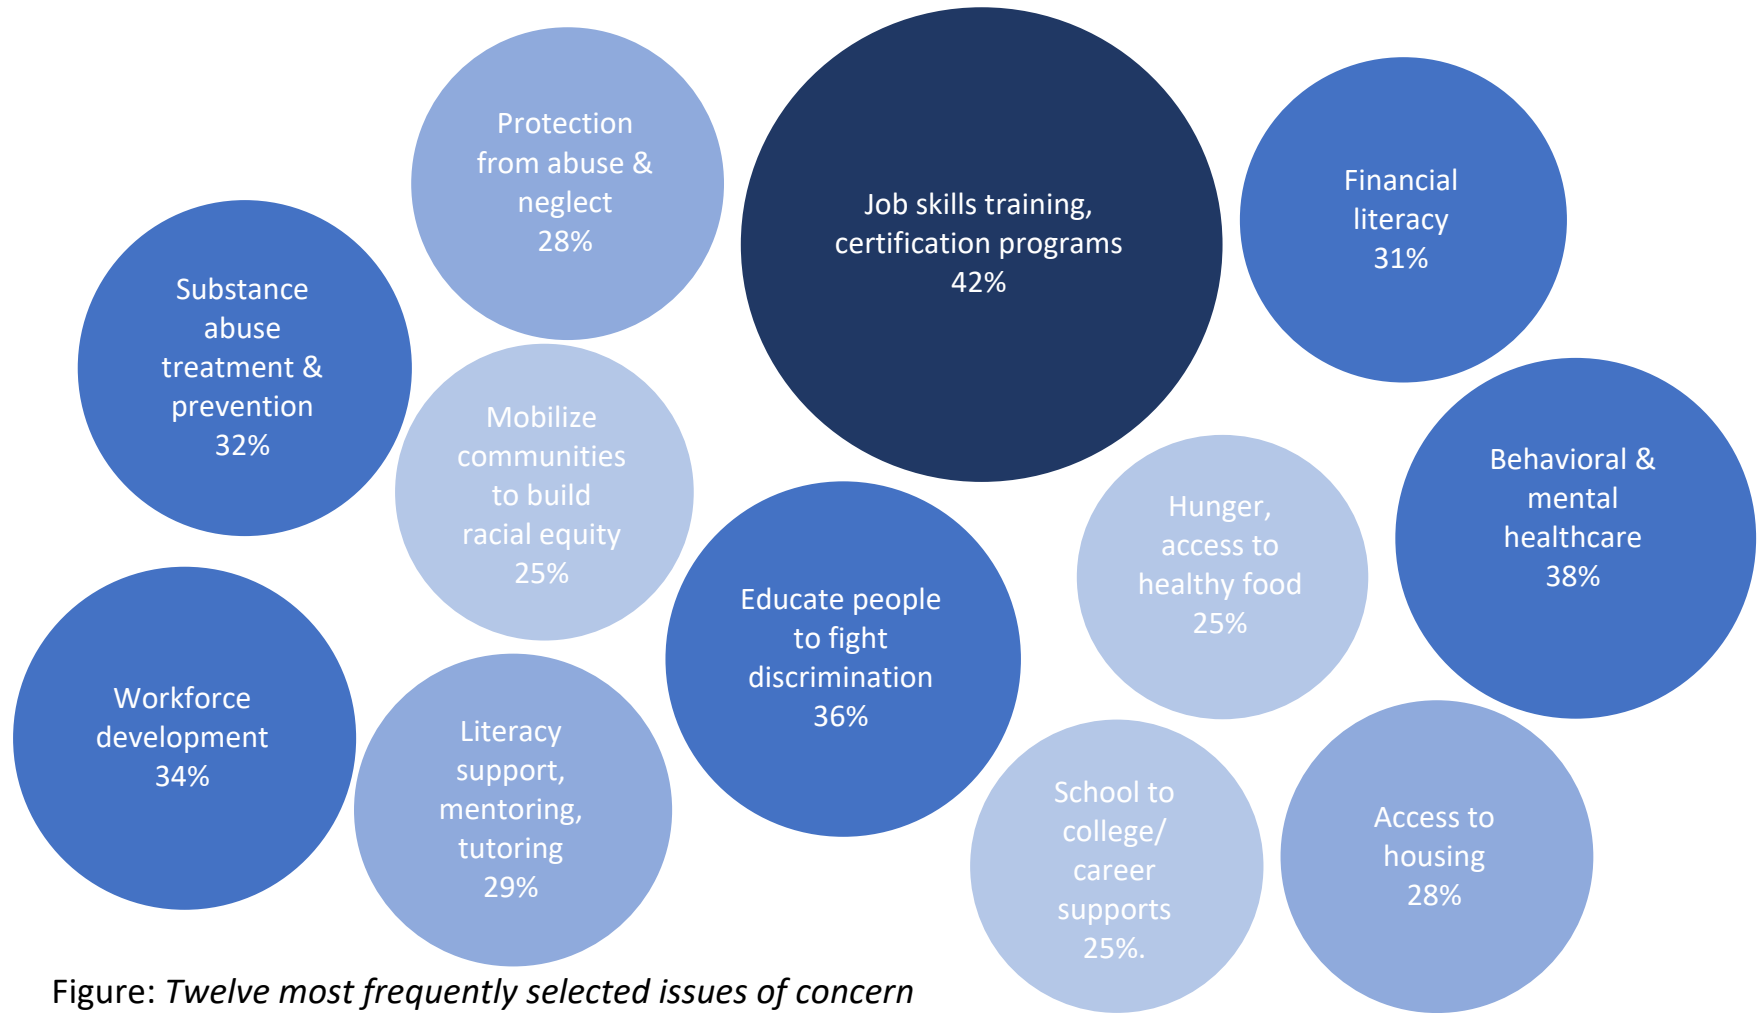 Protection
from abuse &
neglect
28%
Job skills training,
certification programs
42%
Financial
literacy
31%
Substance
abuse
treatment &
prevention
32%
Mobilize
communities
to build
racial equity
25%
Behavioral &
mental
healthcare
38%
Hunger,
access to
healthy food
25%
Educate people
to fight
discrimination
36%
Workforce
development
34%
Literacy
support,
mentoring,
tutoring
29%
School to
college/
career
supports
25%.
Access to
housing
28%
Figure: Twelve most frequently selected issues of concern